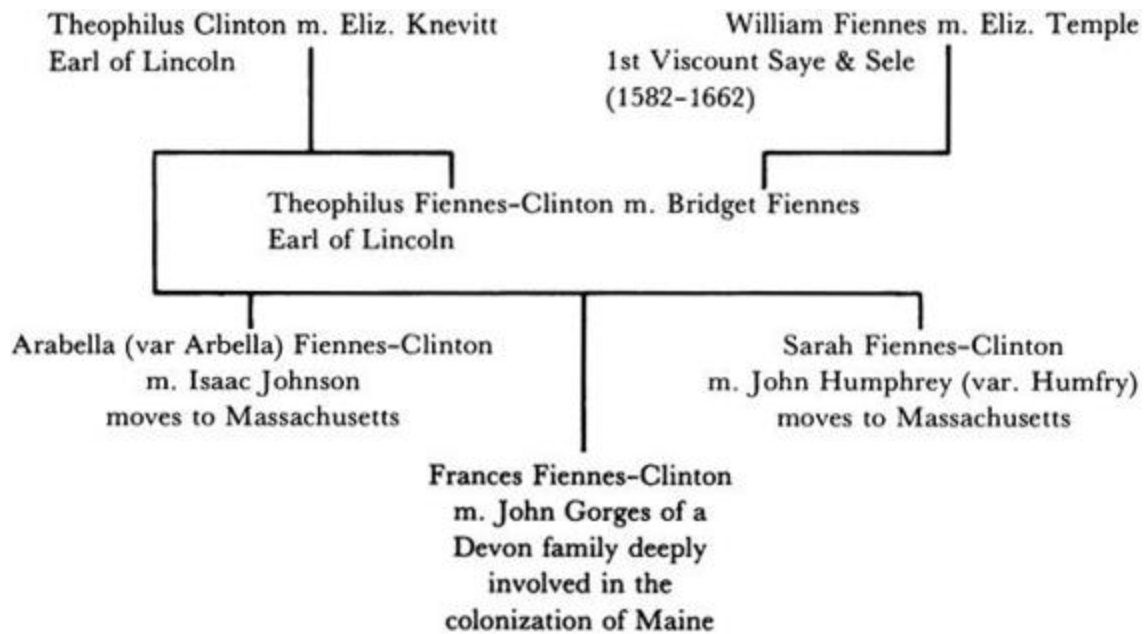 Theophilus Clinton m. Eliz. Knevitt
Earl of Lincoln
William Fiennes m. Eliz. Temple
1st Viscount Saye & Sele
(1582–1662)
Theophilus Fiennes–Clinton m. Bridget Fiennes
Earl of Lincoln
Arabella (var Arbella) Fiennes–Clinton
m. Isaac Johnson
moves to Massachusetts
Sarah Fiennes–Clinton
m. John Humphrey (var. Humfry)
moves to Massachusetts
Frances Fiennes–Clinton
m. John Gorges of a
Devon family deeply
involved in the
colonization of Maine